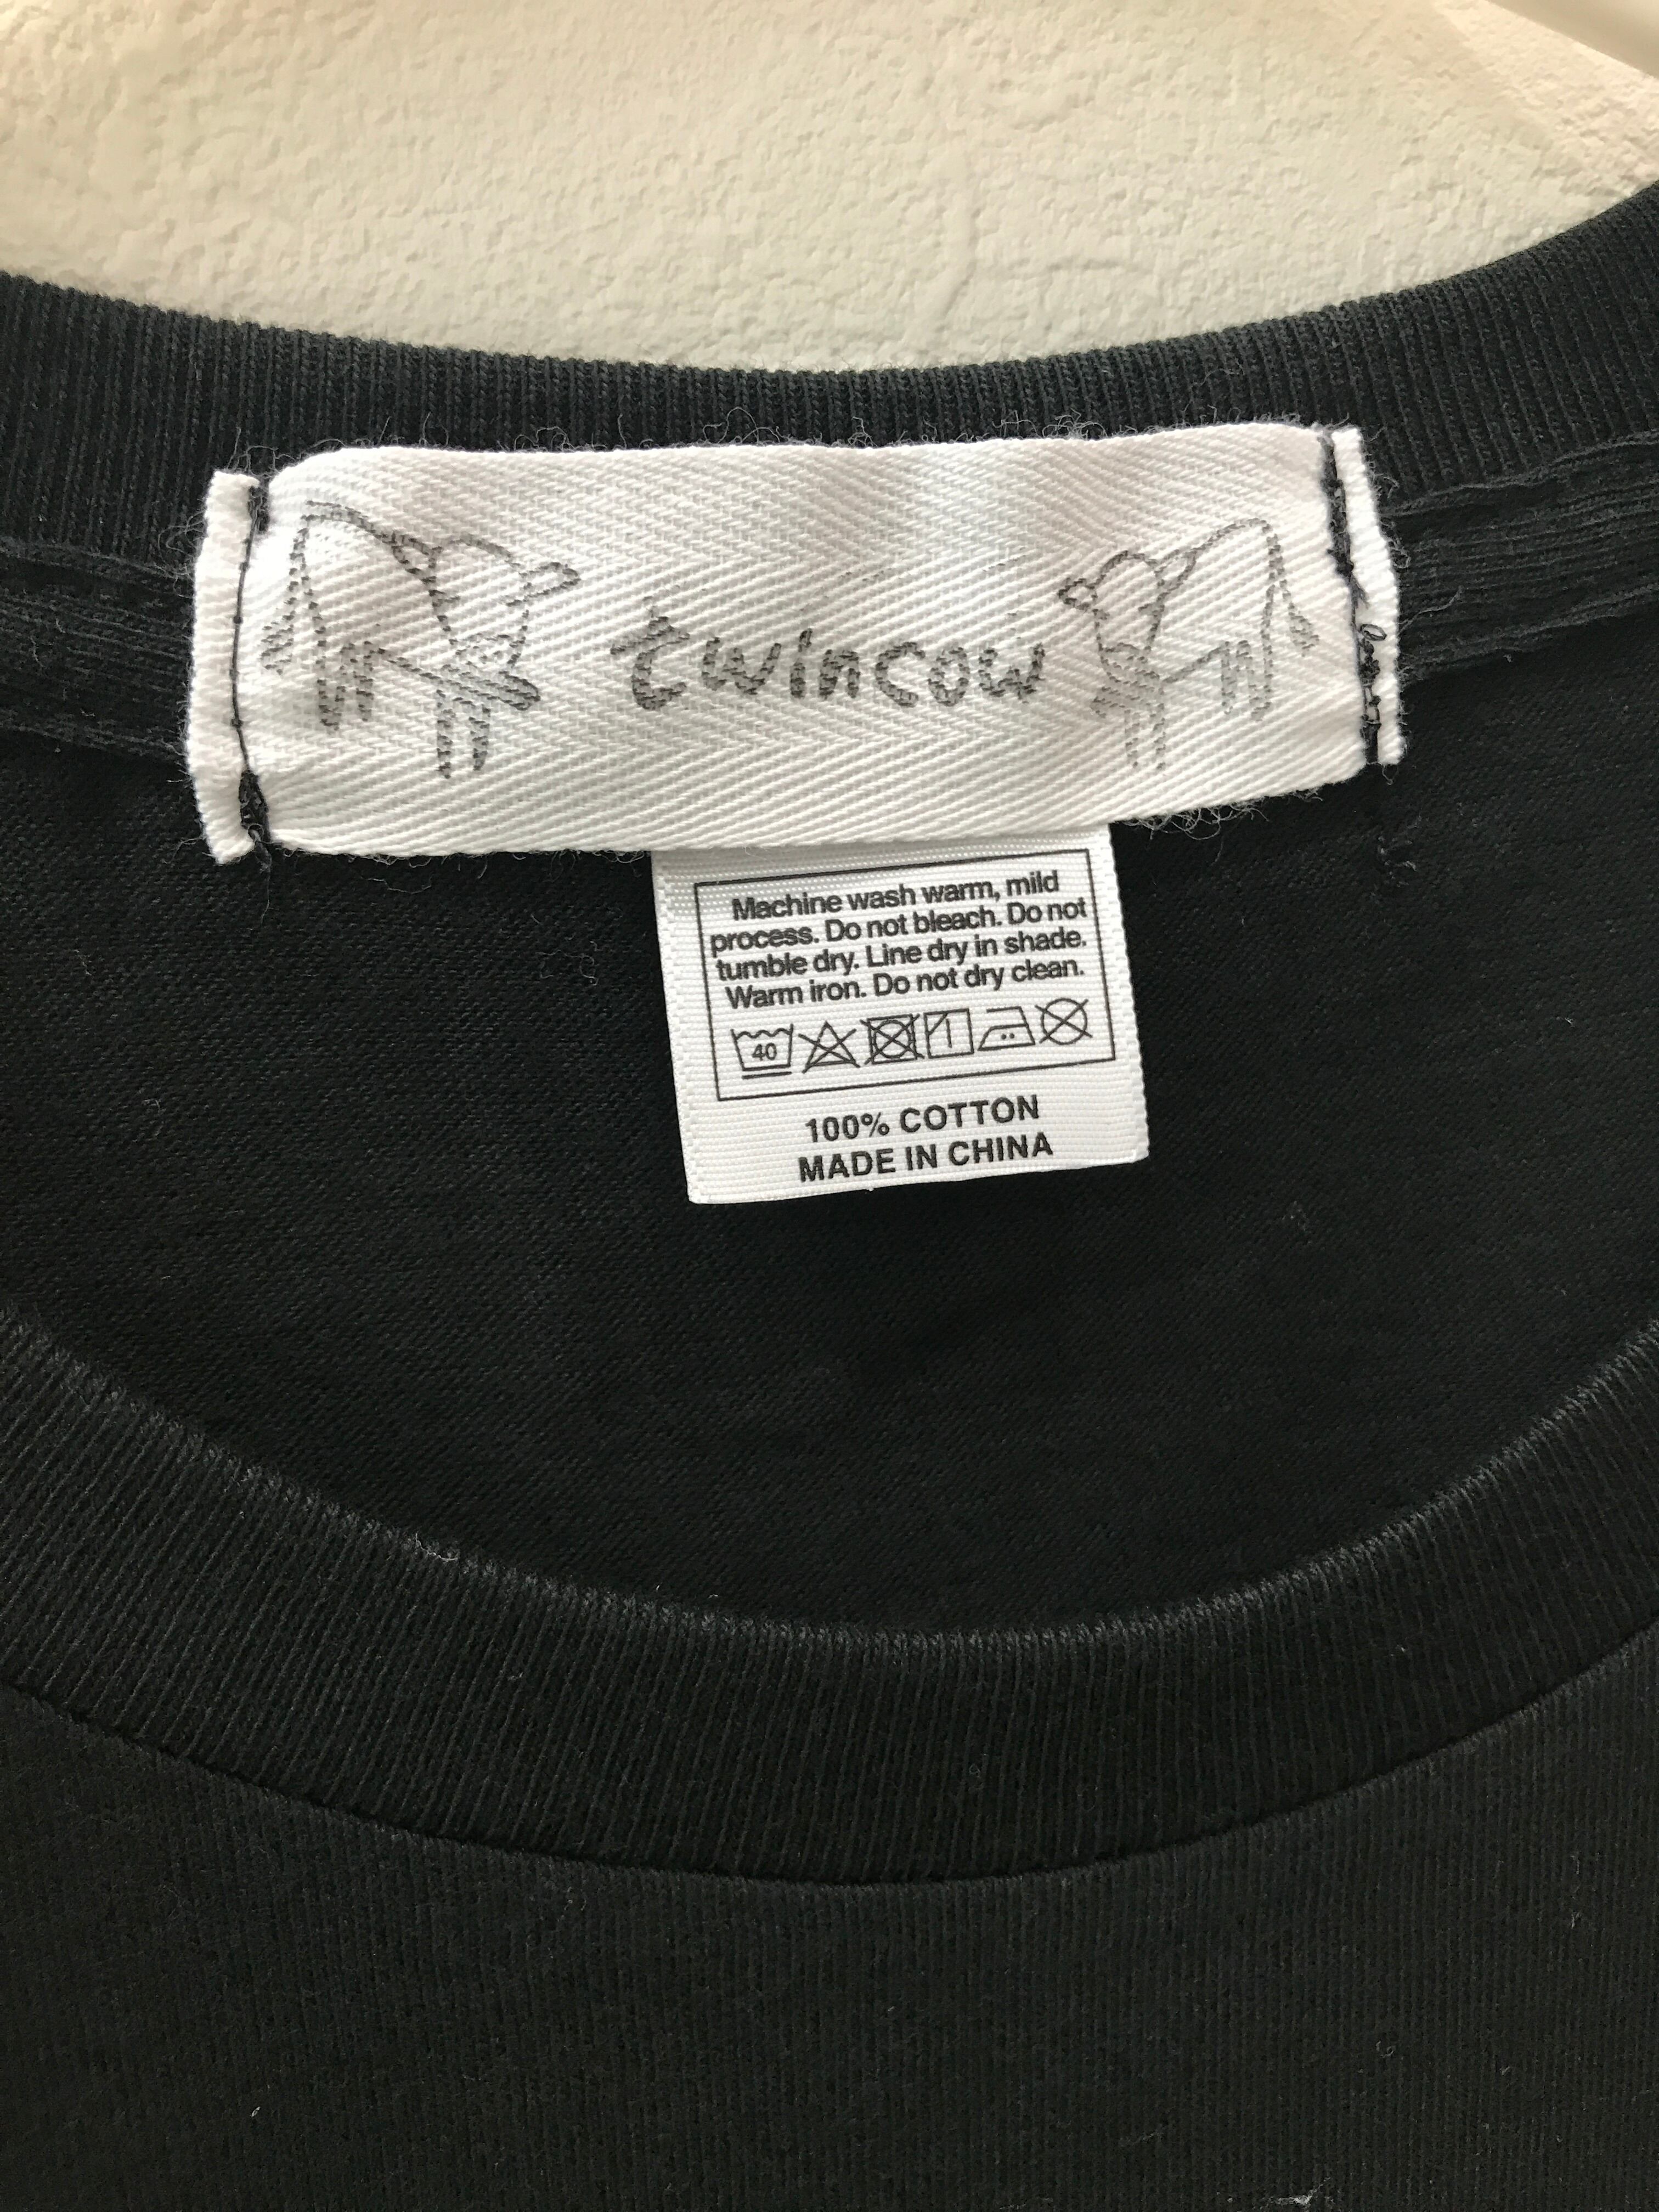 twincow
Machine wash warm, mild
process. Do not bleach. Do not
tumble dry. Line dry in shade.
Warm iron. Do not dry clean.
40
100% COTTON
MADE IN CHINA